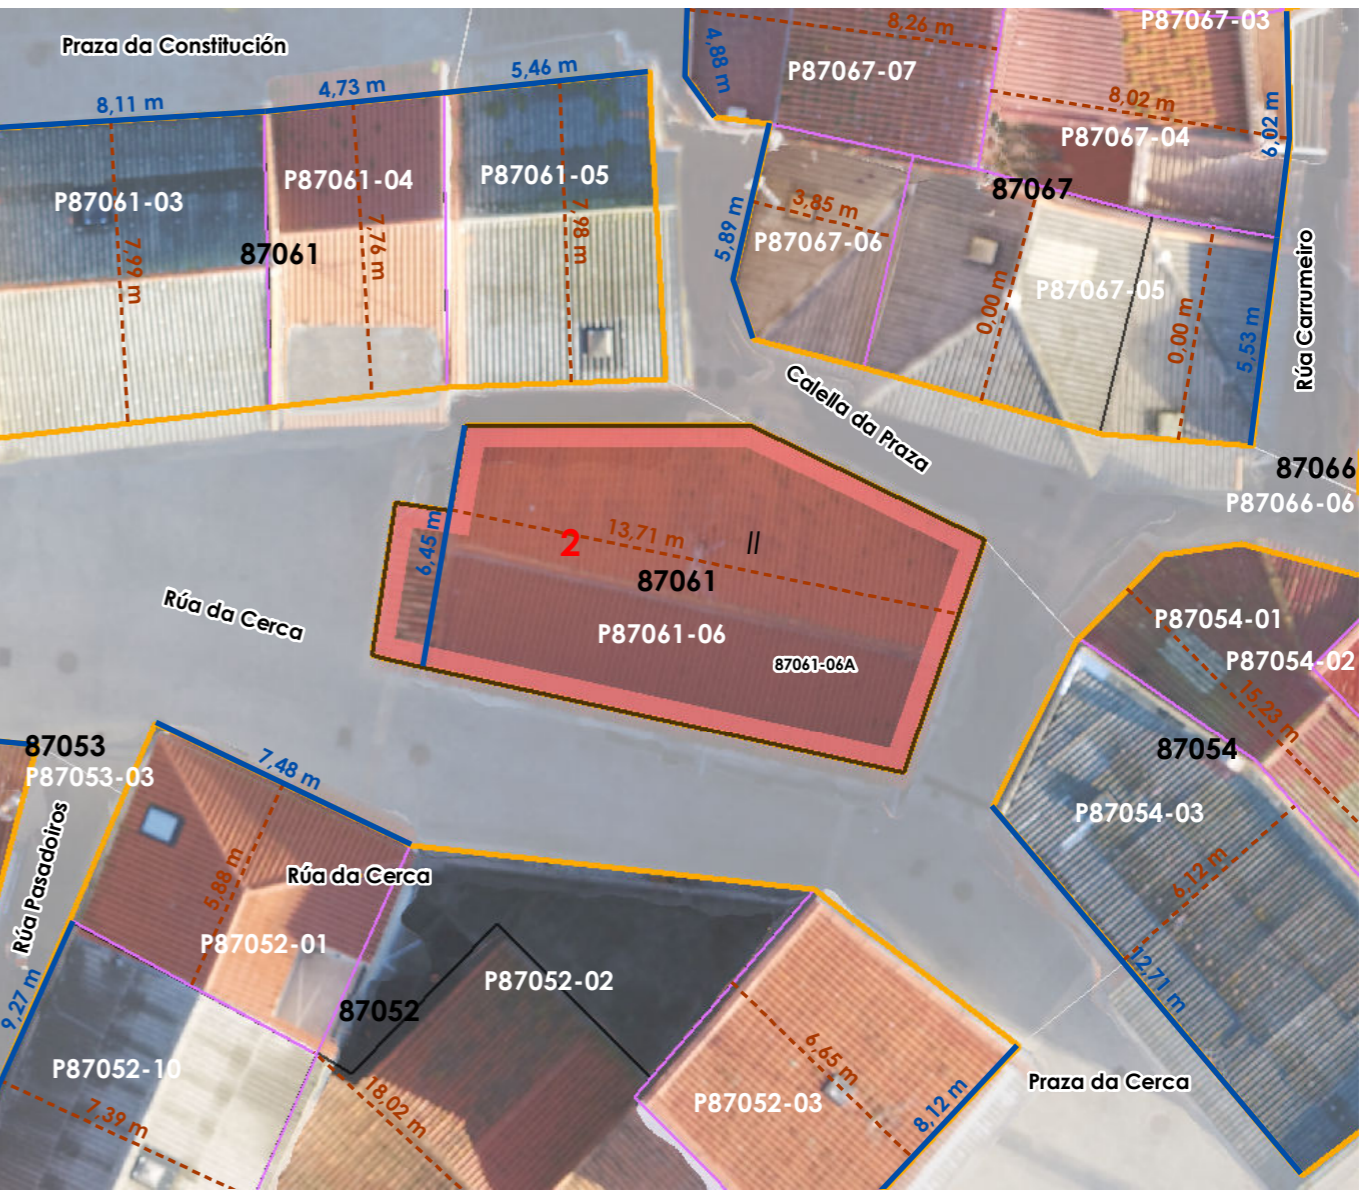 P87067-03
Praza da Constitución
8,26 m
4,88 m
P87067-07
5,46 m
4,73 m
8,11 m
8,02 m
6,02 m
P87067-04
P87061-05
P87061-04
P87061-03
87067
3,85 m
5,89 m
P87067-06
7,98 m
7,76 m
7,99 m
87061
P87067-05
0,00 m
0,00 m
5,53 m
Rúa Carrumeiro
Calella da Praza
87066
P87066-06
13,71 m
2
II
6,45 m
87061
Rúa da Cerca
P87061-06
87061-06A
P87054-01
P87054-02
15,23 m
87054
87053
P87053-03
7,48 m
P87054-03
Rúa Pasadoiros
5,88 m
Rúa da Cerca
6,12 m
P87052-01
9,27 m
P87052-02
12,71 m
87052
6,65 m
P87052-10
Praza da Cerca
18,02 m
7,39 m
P87052-03
8,12 m